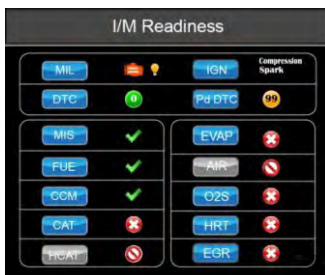 I/M Readiness
MIL
IGN
Compression
Spark
DTC
0
Pd DTC
99
MIS
EVAP
FUE
AIR
CCM
O2S
CAT
HRT
HCAT
EGR